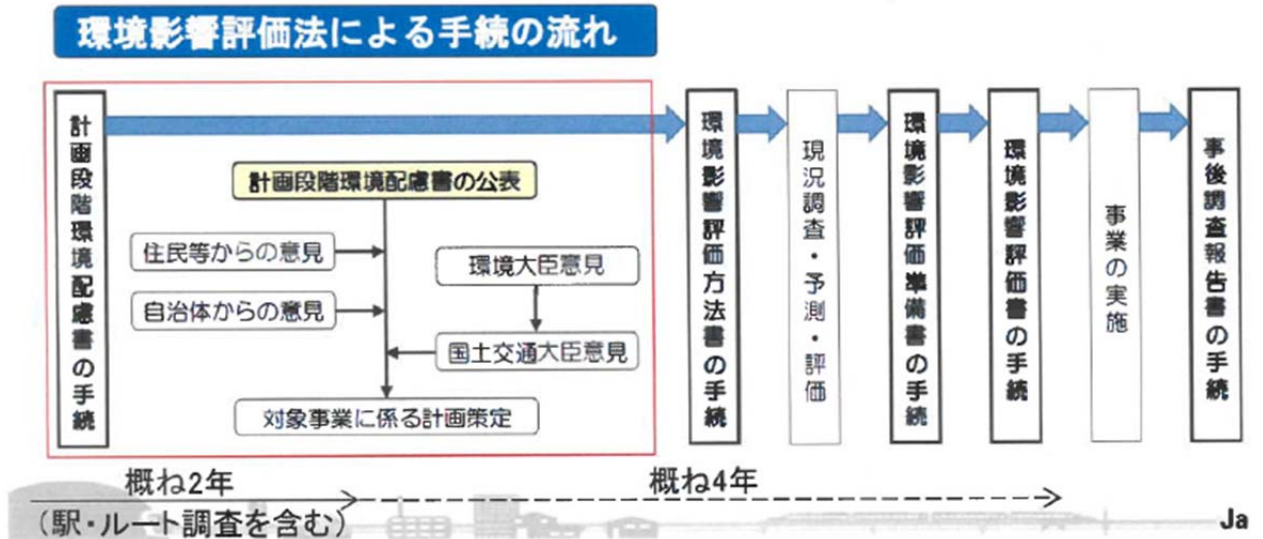 環境影響評価法による手続の流れ
計画段階環境配慮書の手続
計画段階環境配慮書の公表
住民等からの意見
環境大臣意見
自治体からの意見
国土交通大臣意見
対象事業に係る計画策定
環境影響評価方法書の手続
現況調査・予測・評価
環境影響評価準備書の手続
環境影響評価書の手続
事業の実施
事後調査報告書の手続
概ね2年
(駅・ルート調査を含む)
概ね4年
Ja